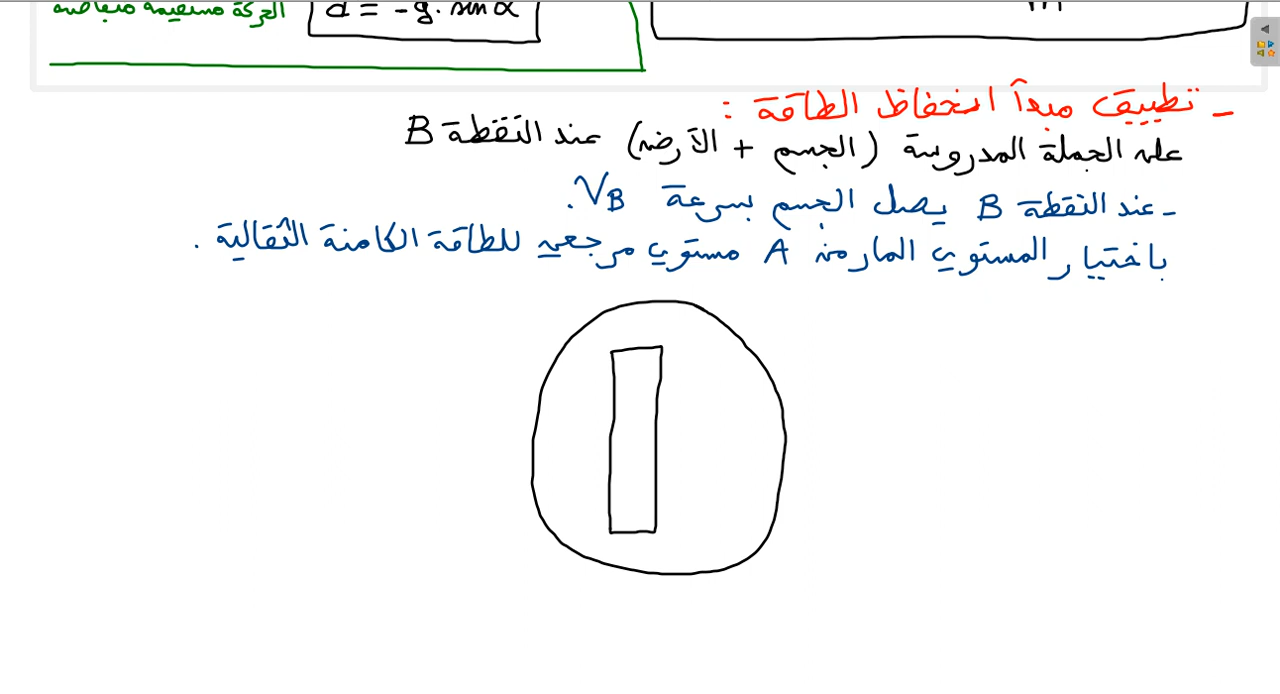 الحركة مستقيمة متباطئة a = -g. sin α
m
- تطبيق مبدأ انحفاظ الطاقة :
على الجملة المدروسة (الجسم + الأرض) عند النقطة B
- عند النقطة B يصل الجسم بسرعة VB.
باختيار المستوي المار من A مستوي مرجعي للطاقة الكامنة الثقالية .